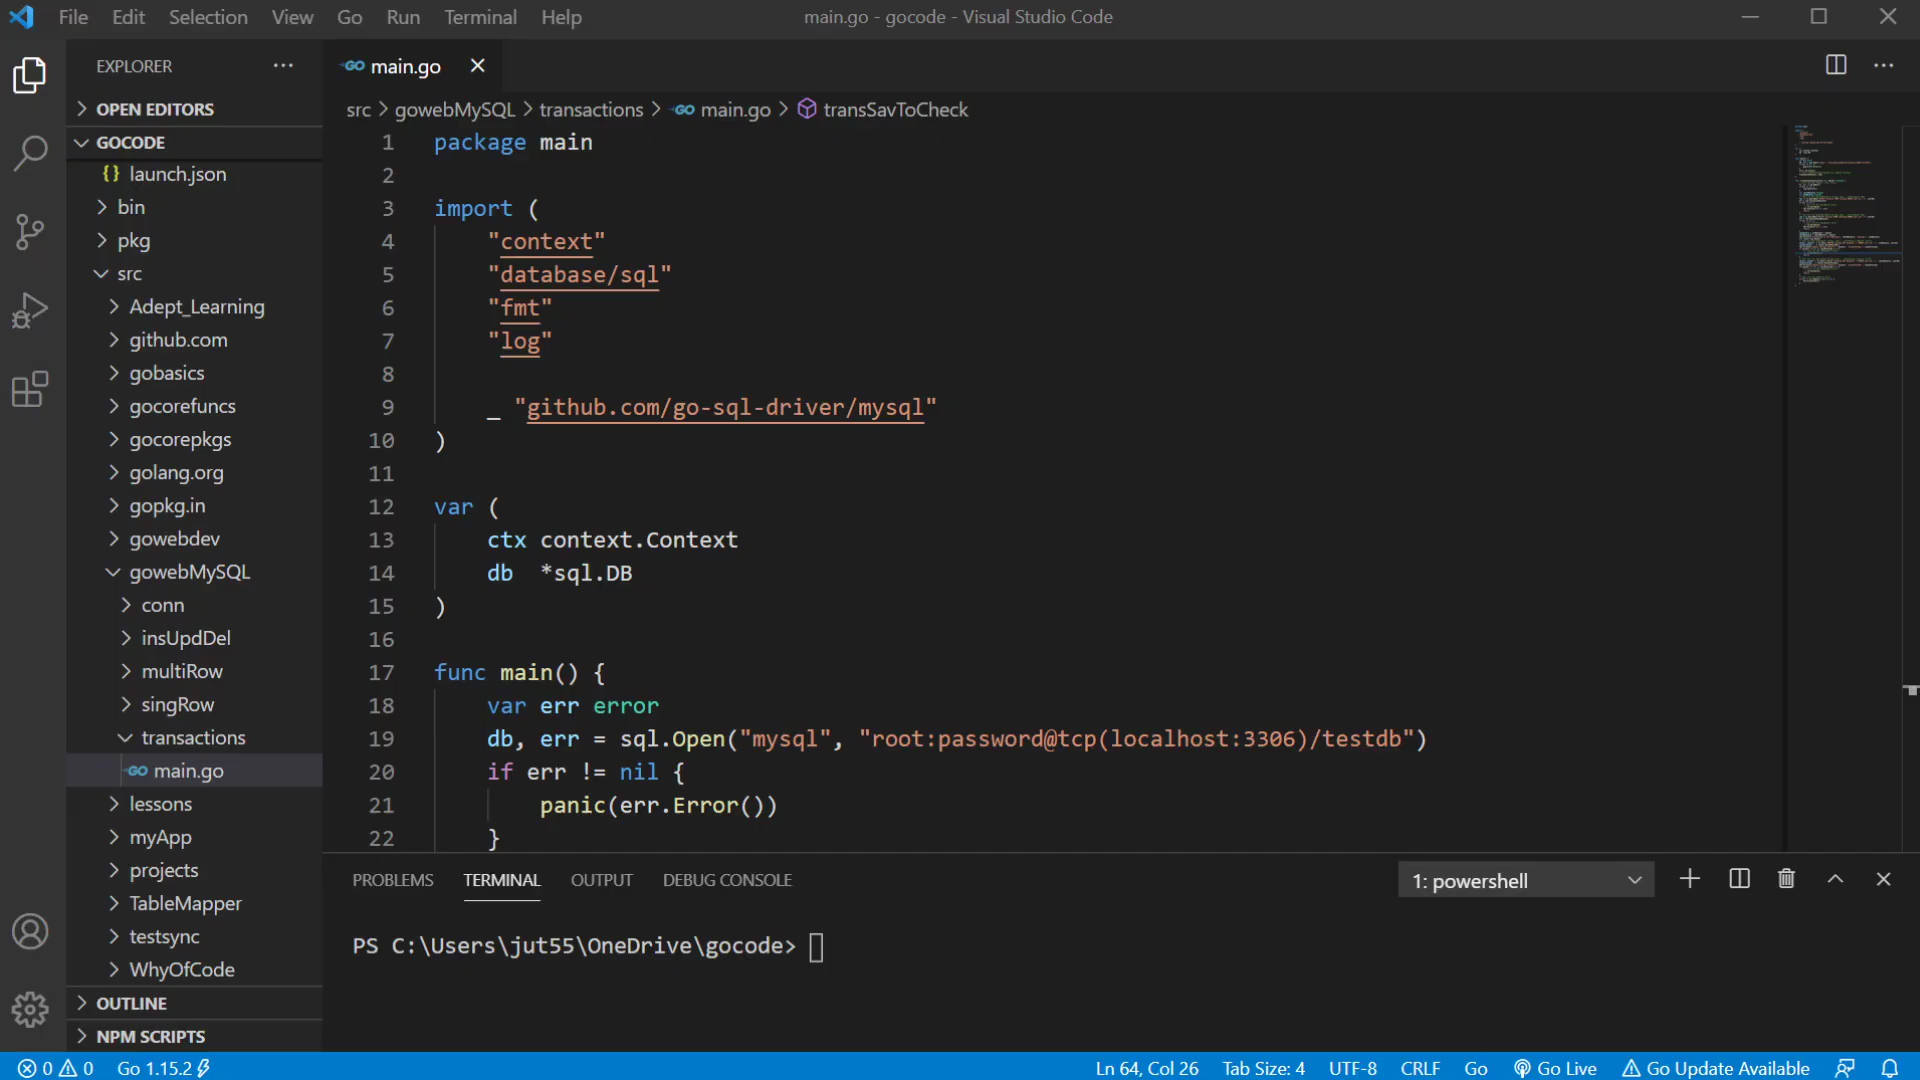 File Edit Selection View Go Run Terminal Help
main.go - gocode - Visual Studio Code
EXPLORER
main.go
OPEN EDITORS
GOCODE
launch.json
bin
pkg
src
Adept_Learning
github.com
gobasics
gocorefuncs
gocorepkgs
golang.org
gopkg.in
gowebdev
gowebMySQL
conn
insUpdDel
multiRow
singRow
transactions
main.go
lessons
myApp
projects
TableMapper
testsync
WhyOfCode
OUTLINE
NPM SCRIPTS
src > gowebMySQL > transactions > main.go > transSavToCheck
1 package main
2
3 import (
4 "context"
5 "database/sql"
6 "fmt"
7 "log"
8
9 _ "github.com/go-sql-driver/mysql"
10 )
11
12 var (
13 ctx context.Context
14 db *sql.DB
15 )
16
17 func main() {
18 var err error
19 db, err = sql.Open("mysql", "root:password@tcp(localhost:3306)/testdb")
20 if err != nil {
21 panic(err.Error())
22 }
PROBLEMS TERMINAL OUTPUT DEBUG CONSOLE
1: powershell
PS C:\Users\jut55\OneDrive\gocode>
0 0 Go 1.15.2
Ln 64, Col 26 Tab Size: 4 UTF-8 CRLF Go Go Live Go Update Available